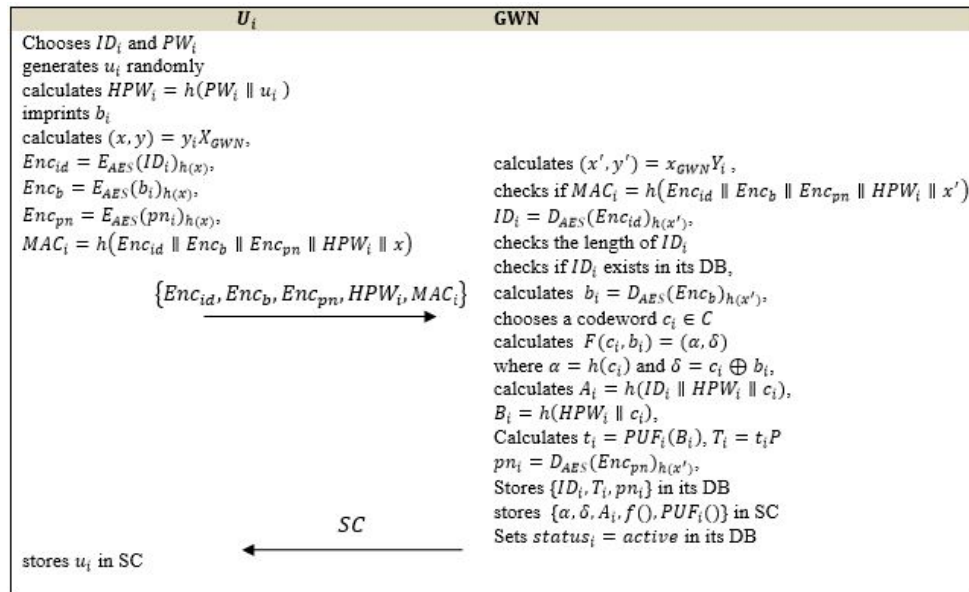 U_i GWN
Chooses ID_i and PW_i
generates u_i randomly
calculates HPW_i = h(PW_i ∥ u_i )
imprints b_i
calculates (x, y) = y_i X_GWN,
Enc_id = E_AES(ID_i)_h(x),
Enc_b = E_AES(b_i)_h(x),
Enc_pn = E_AES(pn_i)_h(x),
MAC_i = h(Enc_id ∥ Enc_b ∥ Enc_pn ∥ HPW_i ∥ x)
{Enc_id, Enc_b, Enc_pn, HPW_i, MAC_i}
calculates (x′, y′) = x_GWN Y_i ,
checks if MAC_i = h(Enc_id ∥ Enc_b ∥ Enc_pn ∥ HPW_i ∥ x′)
ID_i = D_AES(Enc_id)_h(x′),
checks the length of ID_i
checks if ID_i exists in its DB,
calculates b_i = D_AES(Enc_b)_h(x′),
chooses a codeword c_i ∈ C
calculates F(c_i, b_i) = (α, δ)
where α = h(c_i) and δ = c_i ⊕ b_i,
calculates A_i = h(ID_i ∥ HPW_i ∥ c_i),
B_i = h(HPW_i ∥ c_i),
Calculates t_i = PUF_i(B_i), T_i = t_i P
pn_i = D_AES(Enc_pn)_h(x′),
Stores {ID_i, T_i, pn_i} in its DB
stores {α, δ, A_i, f(), PUF_i()} in SC
Sets status_i = active in its DB
SC
stores u_i in SC